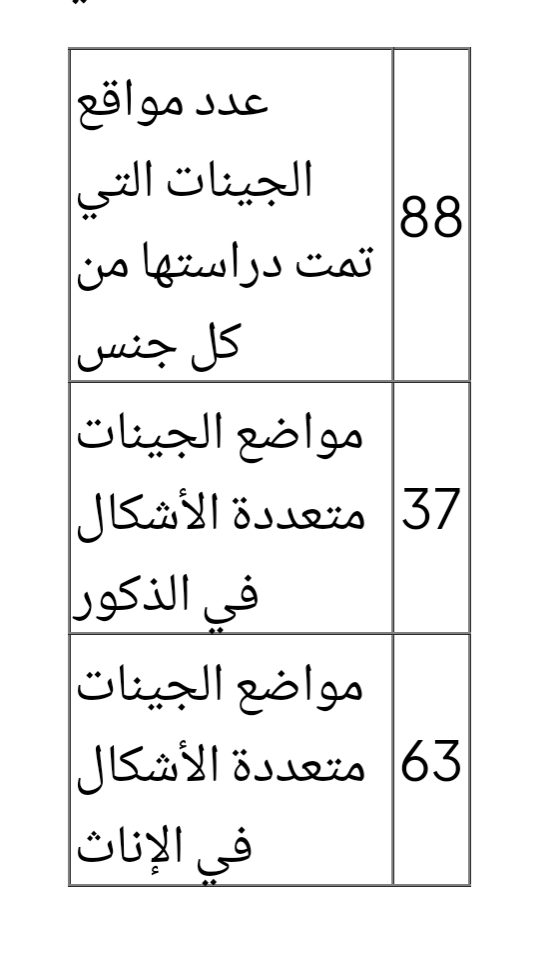 عدد مواقع
الجينات التي
تمت دراستها من
كل جنس
88
مواضع الجينات
متعددة الأشكال
في الذكور
37
مواضع الجينات
متعددة الأشكال
في الإناث
63